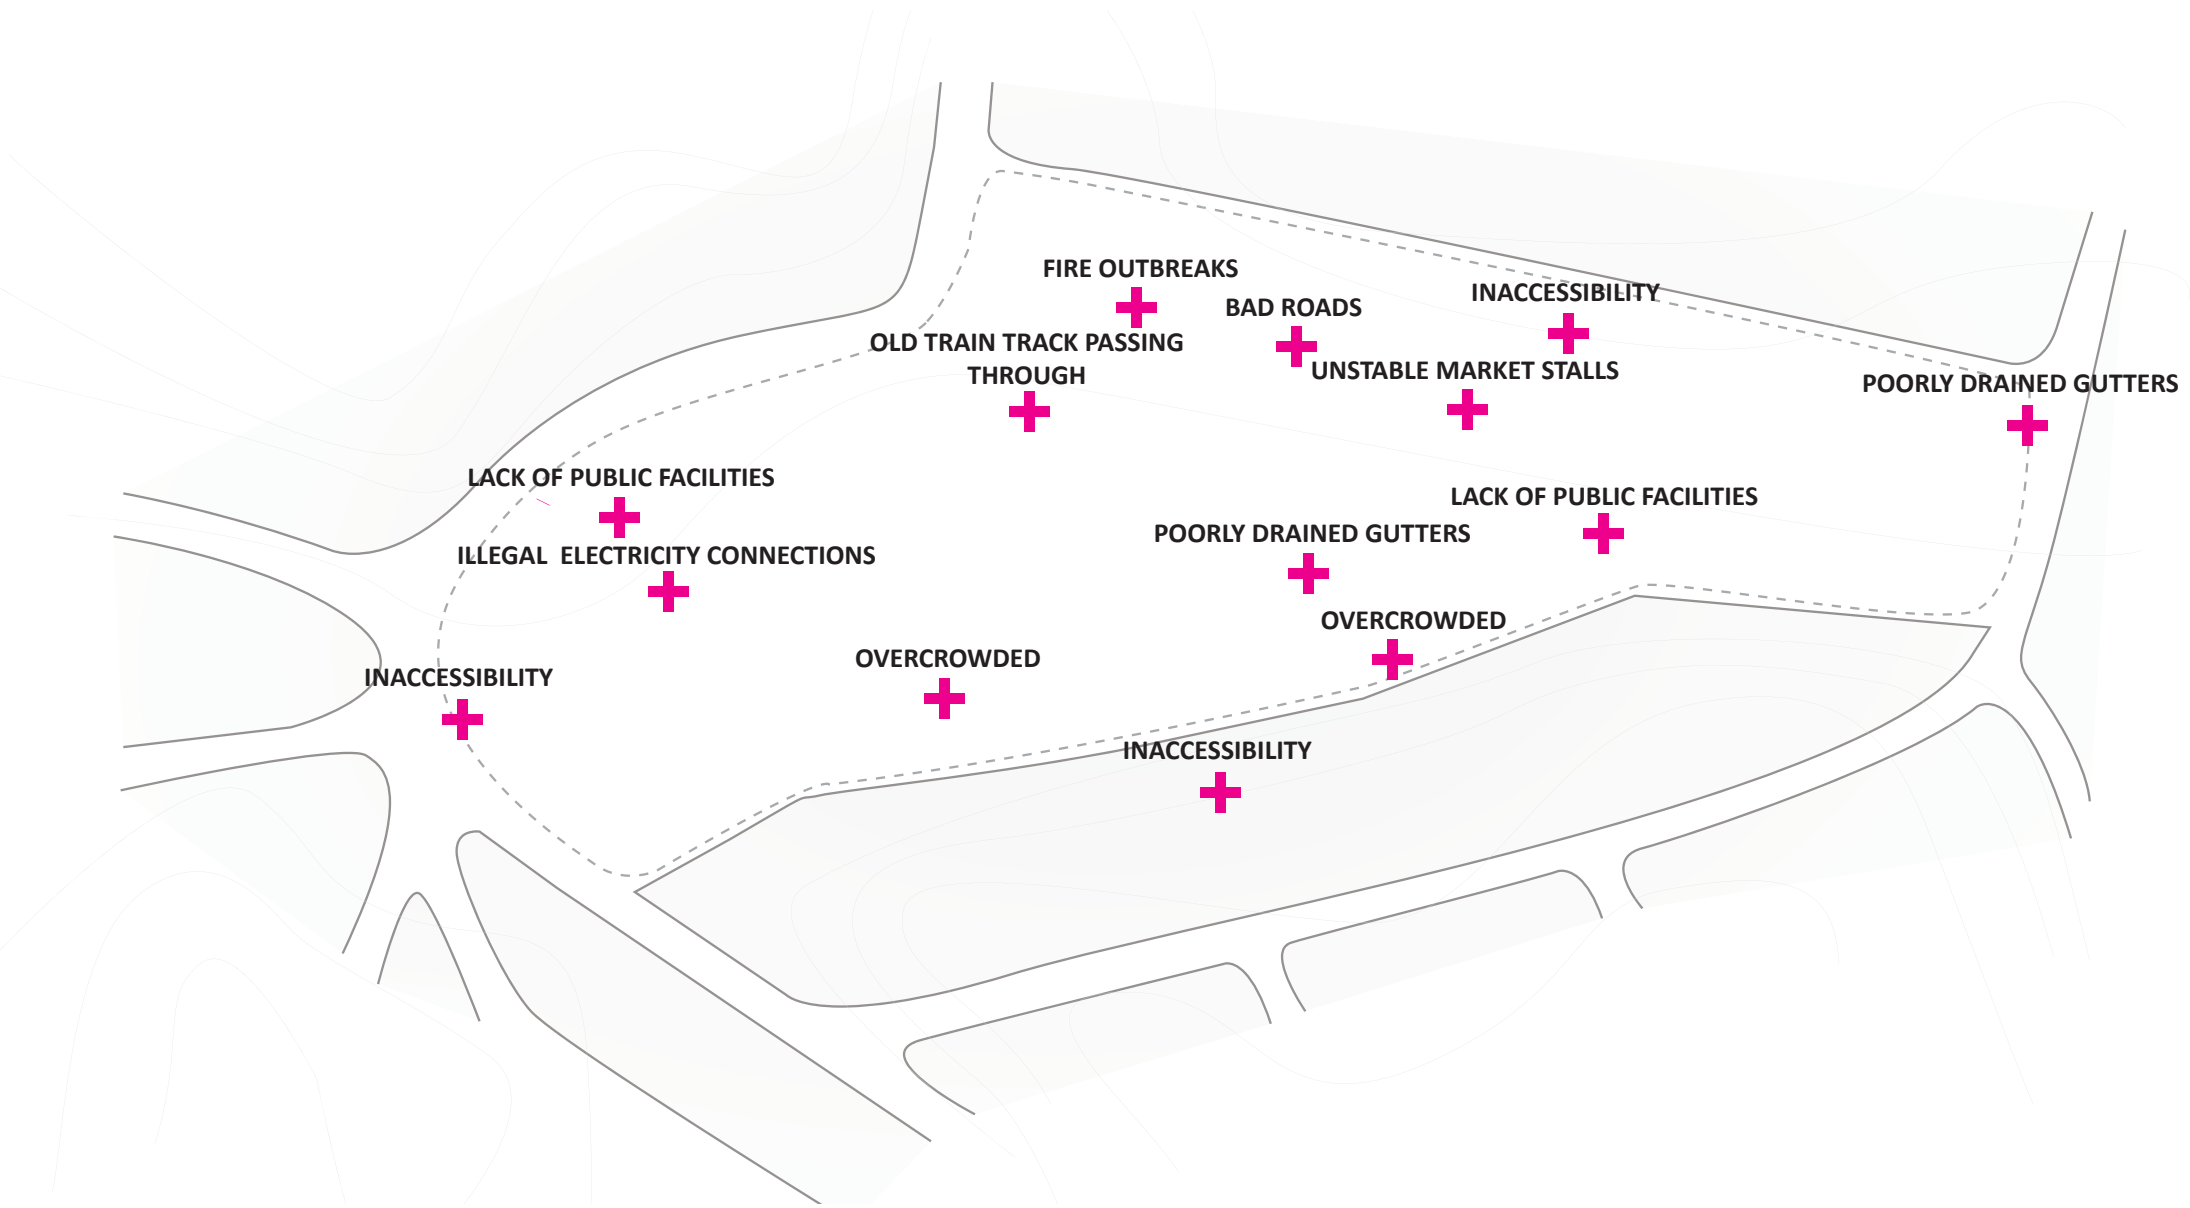 FIRE OUTBREAKS
INACCESSIBILITY
BAD ROADS
OLD TRAIN TRACK PASSING
THROUGH
UNSTABLE MARKET STALLS
POORLY DRAINED GUTTERS
LACK OF PUBLIC FACILITIES
LACK OF PUBLIC FACILITIES
POORLY DRAINED GUTTERS
ILLEGAL  ELECTRICITY CONNECTIONS
OVERCROWDED
OVERCROWDED
INACCESSIBILITY
INACCESSIBILITY